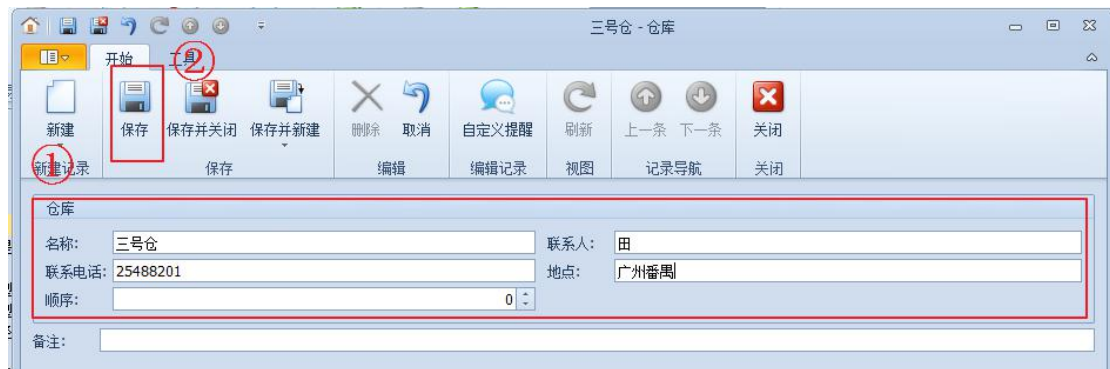 三号仓 - 仓库
开始 工具
②
新建 保存 保存并关闭 保存并新建 删除 取消 自定义提醒 刷新 上一条 下一条 关闭
①
新建记录 保存 编辑 编辑记录 视图 记录导航 关闭
仓库
名称: 三号仓 联系人: 田
联系电话: 25488201 地点: 广州番禺
顺序: 0
备注: